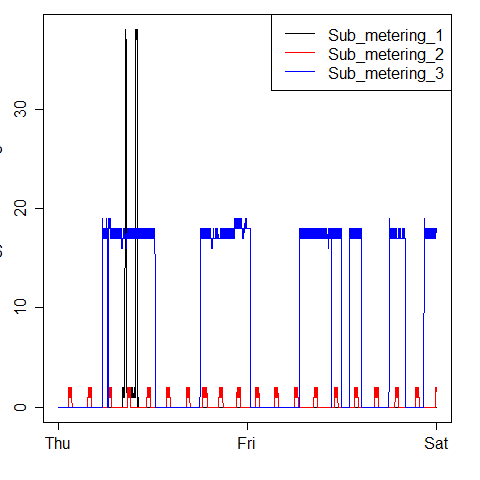 Sub_metering_1
Sub_metering_2
Sub_metering_3
30
20
10
0
Thu Fri Sat